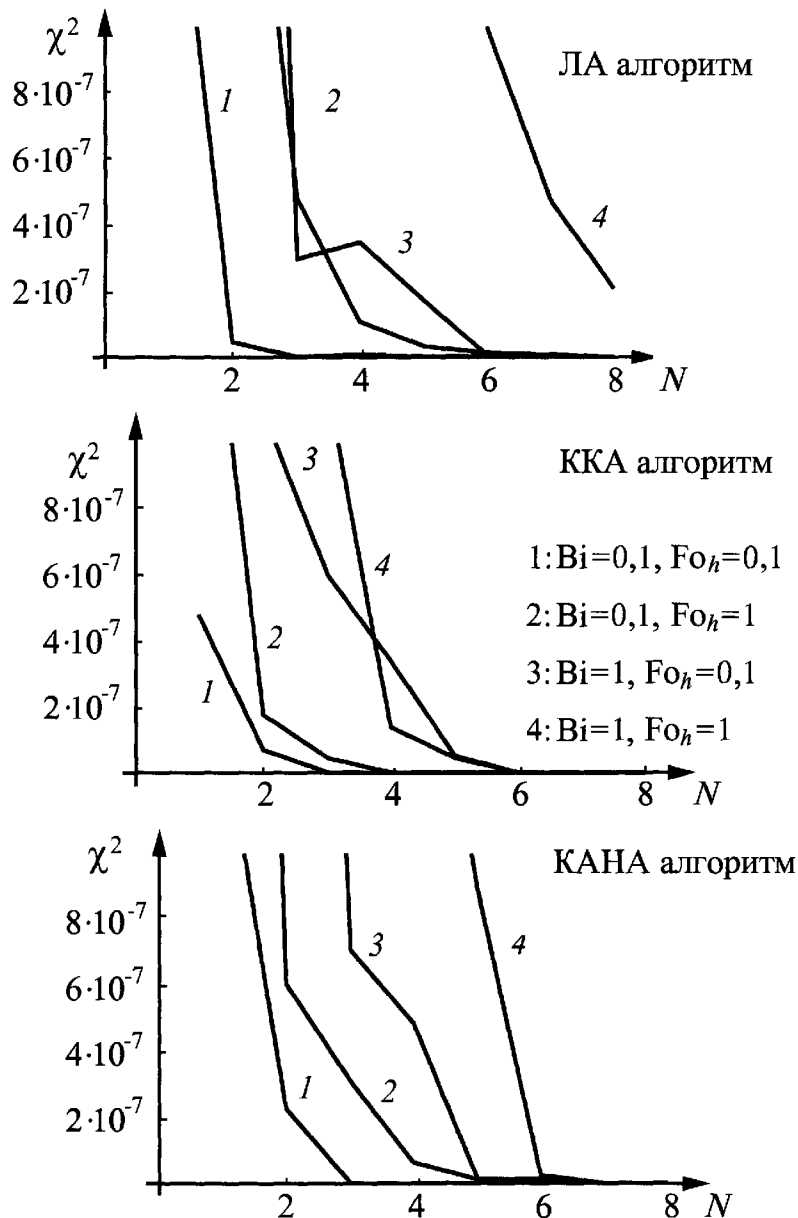 χ²
ЛА алгоритм
8·10⁻⁷
1
2
6·10⁻⁷
4·10⁻⁷
3
4
2·10⁻⁷
2 4 6 8 N
χ²
3
ККА алгоритм
8·10⁻⁷
4
1: Bi=0,1, Foₕ=0,1
6·10⁻⁷
2: Bi=0,1, Foₕ=1
4·10⁻⁷
2
3: Bi=1, Foₕ=0,1
1
2·10⁻⁷
4: Bi=1, Foₕ=1
2 4 6 8 N
χ²
КАНА алгоритм
8·10⁻⁷
3
4
6·10⁻⁷
4·10⁻⁷
1
2
2·10⁻⁷
2 4 6 8 N